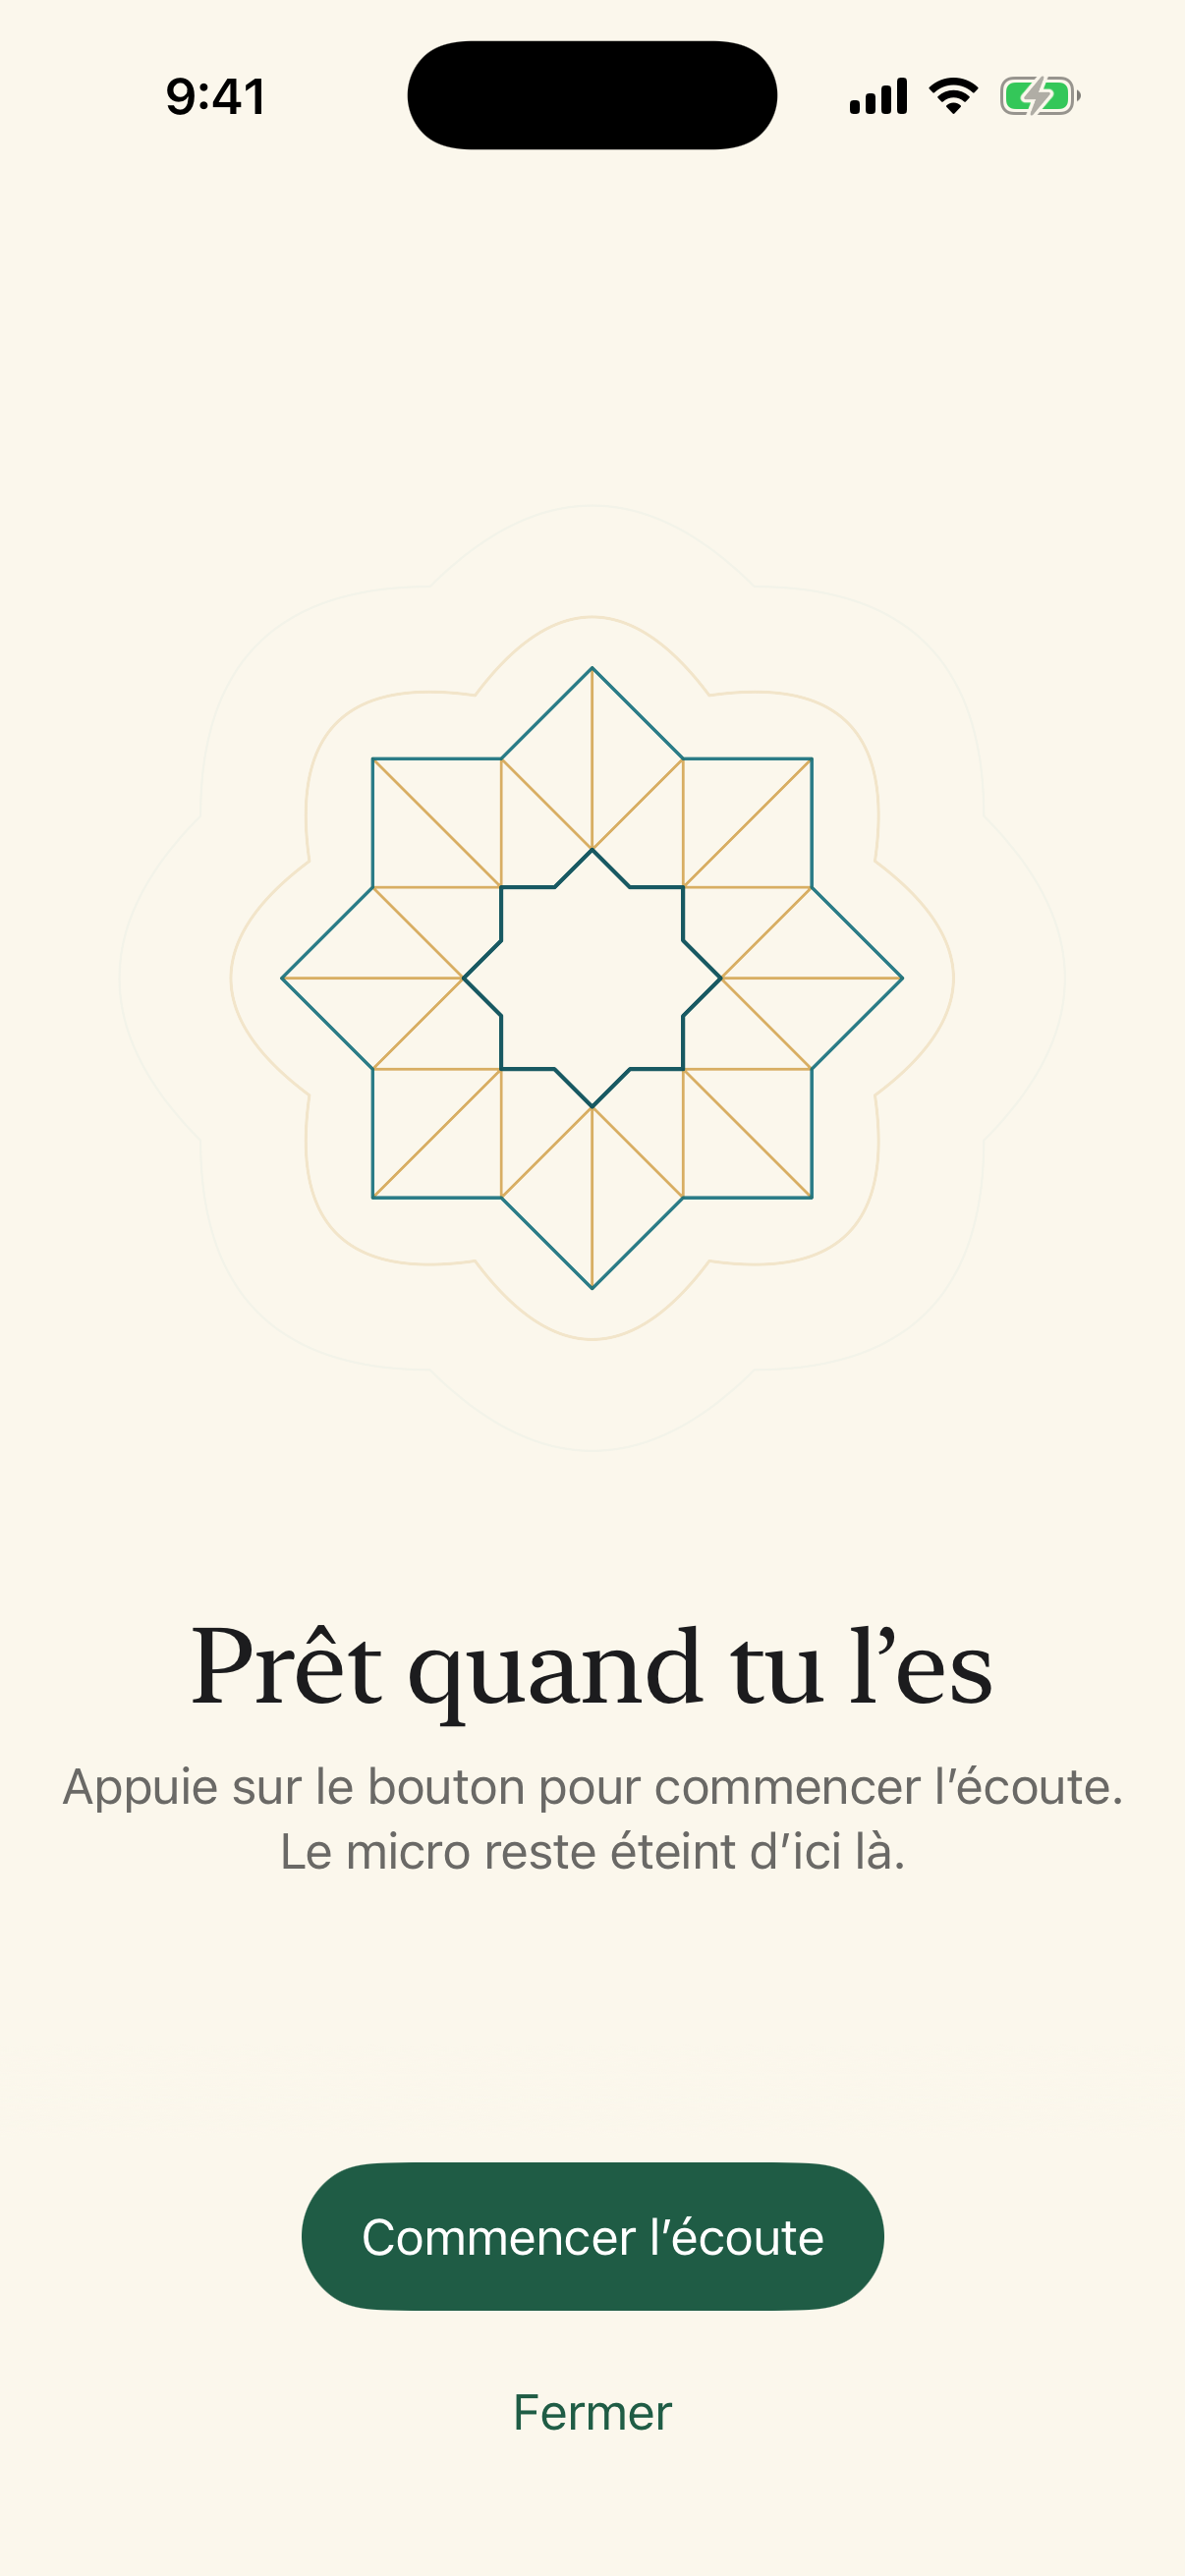 9:41
Prêt quand tu l’es
Appuie sur le bouton pour commencer l’écoute.
Le micro reste éteint d’ici là.
Commencer l’écoute
Fermer